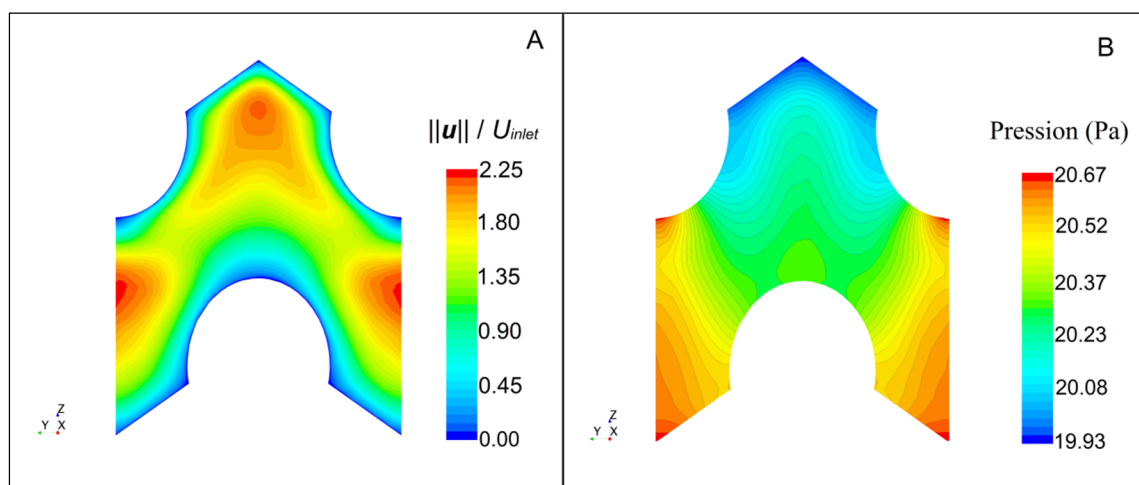 A
||u|| / Uinlet
2.25
1.80
1.35
0.90
0.45
0.00
Z
Y X
B
Pression (Pa)
20.67
20.52
20.37
20.23
20.08
19.93
Z
Y X